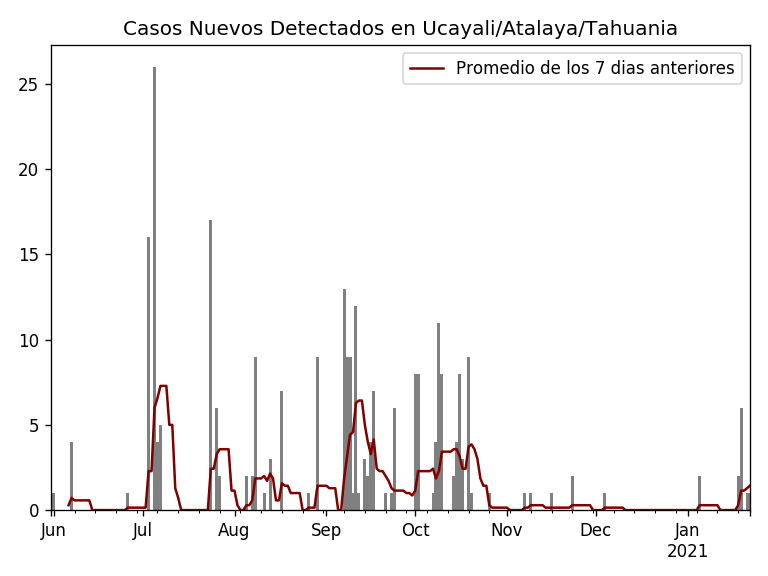 Casos Nuevos Detectados en Ucayali/Atalaya/Tahuania
Promedio de los 7 dias anteriores
25
20
15
10
5
0
Jun Jul Aug Sep Oct Nov Dec Jan
2021